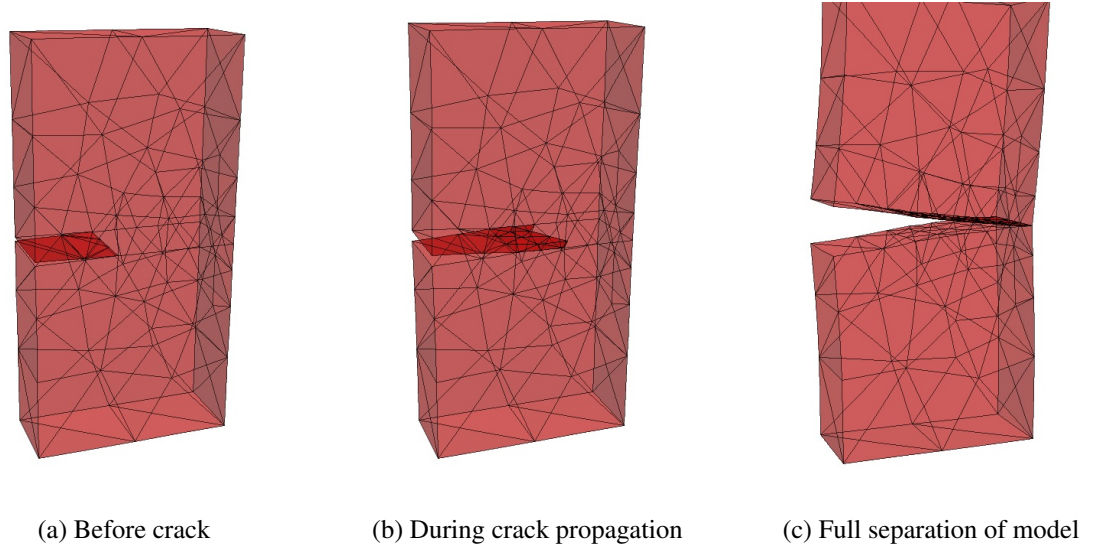 (a) Before crack
(b) During crack propagation
(c) Full separation of model